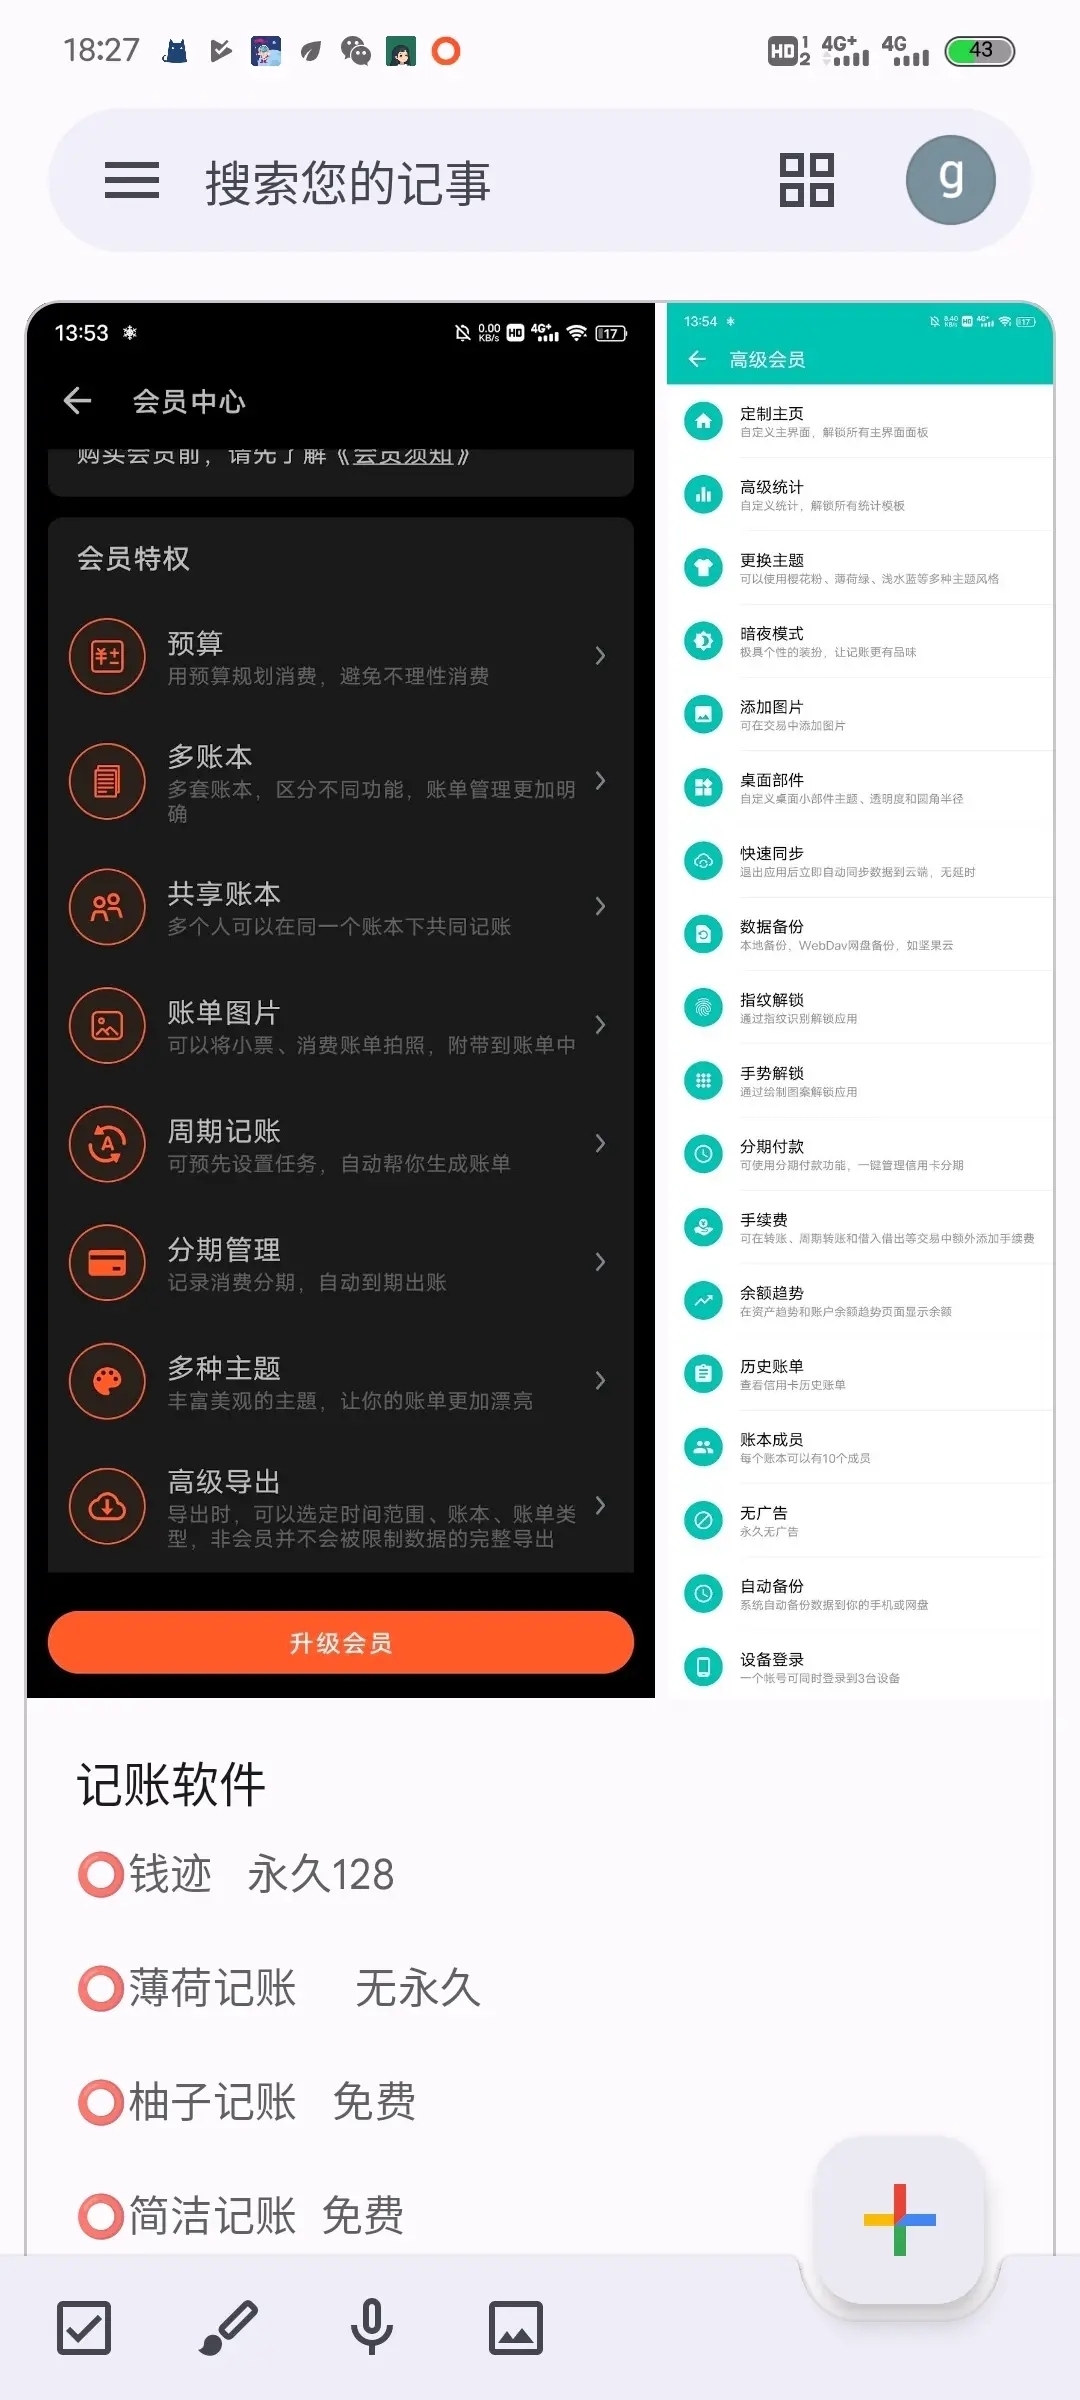 18:27
HD 1 2 4G+ 4G 43
搜索您的记事
g
13:53
0.00 KB/s HD 4G+ 17
会员中心
购买会员前，请先了解《会员须知》
会员特权
预算
用预算规划消费，避免不理性消费
多账本
多套账本，区分不同功能，账单管理更加明
确
共享账本
多个人可以在同一个账本下共同记账
账单图片
可以将小票、消费账单拍照，附带到账单中
周期记账
可预先设置任务，自动帮你生成账单
分期管理
记录消费分期，自动到期出账
多种主题
丰富美观的主题，让你的账单更加漂亮
高级导出
导出时，可以选定时间范围、账本、账单类
型，非会员并不会被限制数据的完整导出
升级会员
13:54
8.40 KB/s HD 4G+ 17
高级会员
定制主页
自定义主界面，解锁所有主界面面板
高级统计
自定义统计，解锁所有统计模板
更换主题
可以使用樱花粉、薄荷绿、浅水蓝等多种主题风格
暗夜模式
极具个性的装扮，让记账更有品味
添加图片
可在交易中添加图片
桌面部件
自定义桌面小部件主题、透明度和圆角半径
快速同步
退出应用后立即自动同步数据到云端，无延时
数据备份
本地备份，WebDav网盘备份，如坚果云
指纹解锁
通过指纹识别解锁应用
手势解锁
通过绘制图案解锁应用
分期付款
可使用分期付款功能，一键管理信用卡分期
手续费
可在转账、周期转账和借入借出等交易中额外添加手续费
余额趋势
在资产趋势和账户余额趋势页面显示余额
历史账单
查看信用卡历史账单
账本成员
每个账本可以有10个成员
无广告
永久无广告
自动备份
系统自动备份数据到你的手机或网盘
设备登录
一个帐号可同时登录到3台设备
记账软件
⭕钱迹 永久128
⭕薄荷记账 无永久
⭕柚子记账 免费
⭕简洁记账 免费